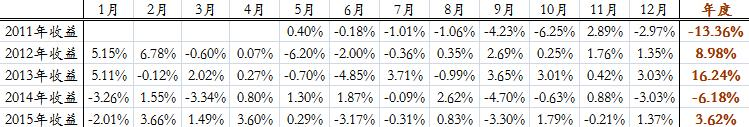 1月 2月 3月 4月 5月 6月 7月 8月 9月 10月 11月 12月 年度
2011年收益 0.40% -0.18% -1.01% -1.06% -4.23% -6.25% 2.89% -2.97% -13.36%
2012年收益 5.15% 6.78% -0.60% 0.07% -6.20% -2.00% -0.36% 0.35% 2.69% 0.25% 1.76% 1.35% 8.98%
2013年收益 5.11% -0.12% 2.02% 0.27% -0.70% -4.85% 3.71% -0.99% 3.65% 3.01% 0.42% 3.03% 16.24%
2014年收益 -3.26% 1.55% -3.34% 0.80% 1.30% 1.87% -0.09% 2.62% -4.70% -0.63% 0.88% -3.03% -6.18%
2015年收益 -2.01% 3.66% 1.49% 3.60% 0.29% -3.17% -0.31% 0.83% -3.30% 1.79% -0.21% 1.37% 3.62%